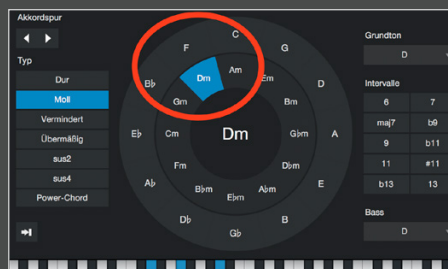 Akkordspur
Typ
Dur
Moll
Vermindert
Übermäßig
sus2
sus4
Power-Chord
C
G
D
A
E
B
G♭
D♭
A♭
E♭
B♭
F
Am
Em
Bm
G♭m
D♭m
A♭m
E♭m
B♭m
Fm
Cm
Gm
Dm
Dm
Grundton
D
Intervalle
6 7
maj7 b9
9 b11
11 #11
b13 13
Bass
D